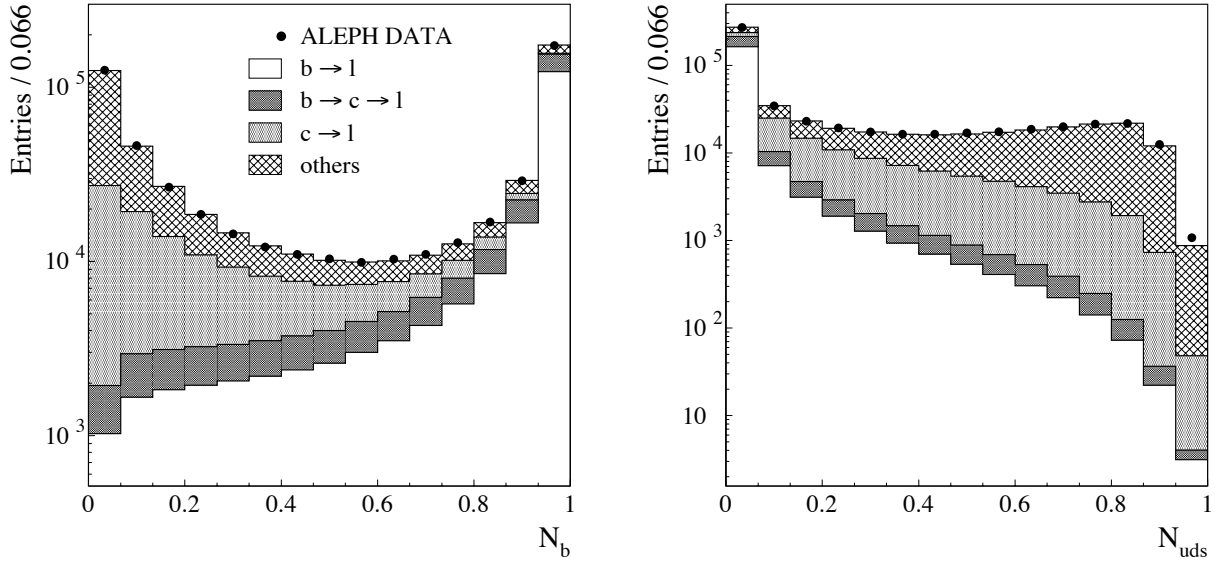 Entries / 0.066
ALEPH DATA
b → l
b → c → l
c → l
others
10^5
10^4
10^3
0 0.2 0.4 0.6 0.8 1
N_b
Entries / 0.066
10^5
10^4
10^3
10^2
10
0 0.2 0.4 0.6 0.8 1
N_uds